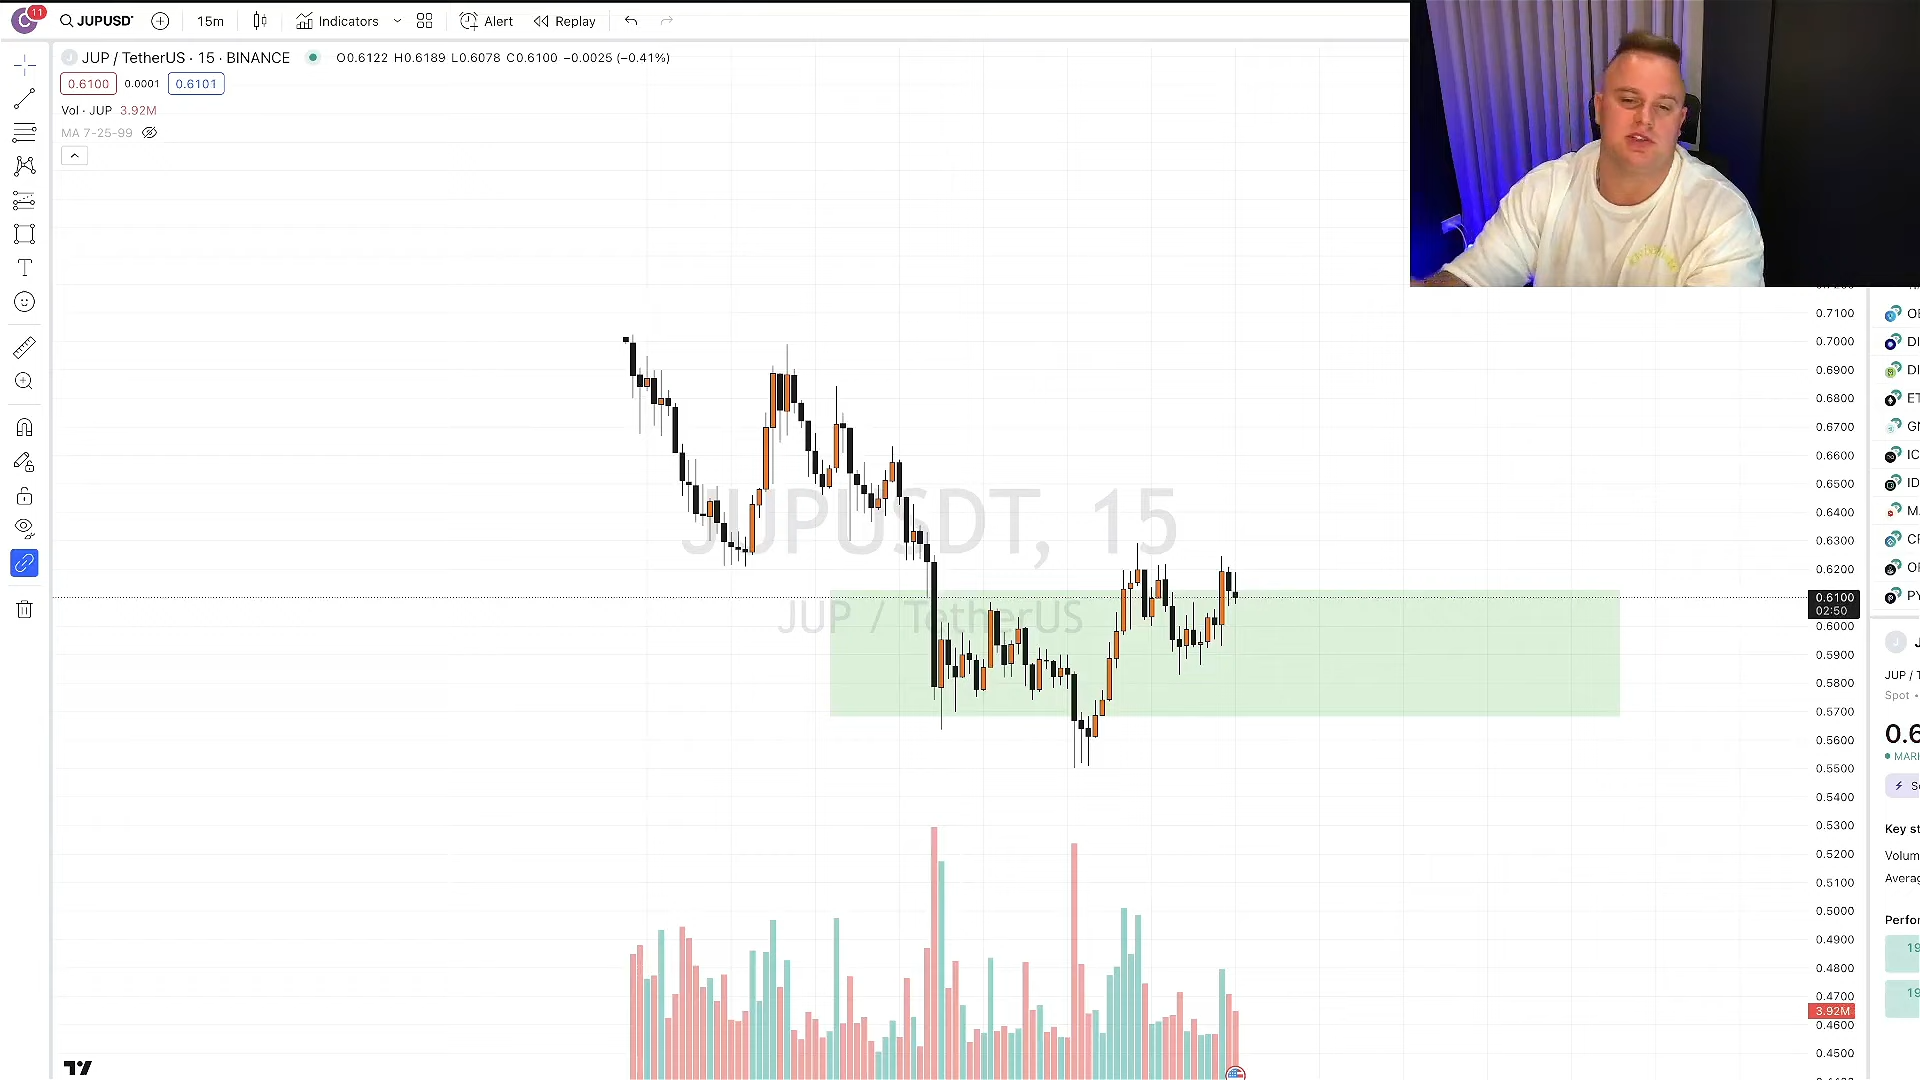 11
C
JUPUSDT
15m
Indicators
Alert
Replay
JUP / TetherUS · 15 · BINANCE
O0.6122 H0.6189 L0.6078 C0.6100 −0.0025 (−0.41%)
0.6100 0.0001 0.6101
Vol · JUP 3.92M
MA 7-25-99
JUPUSDT, 15
JUP / TetherUS
0.7100
0.7000
0.6900
0.6800
0.6700
0.6600
0.6500
0.6400
0.6300
0.6200
0.6100
02:50
0.6000
0.5900
0.5800
0.5700
0.5600
0.5500
0.5400
0.5300
0.5200
0.5100
0.5000
0.4900
0.4800
0.4700
3.92M
0.4600
0.4500
JUP /
Spot
0.6
Key st
Volum
Averag
Perfor
19
19